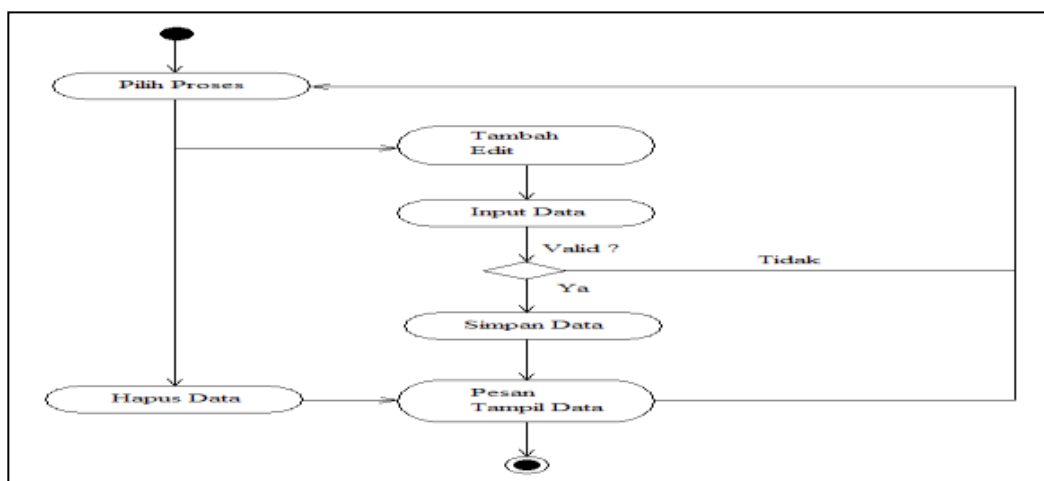 Pilih Proses
Tambah
Edit
Input Data
Valid ?
Tidak
Ya
Simpan Data
Hapus Data
Pesan
Tampil Data